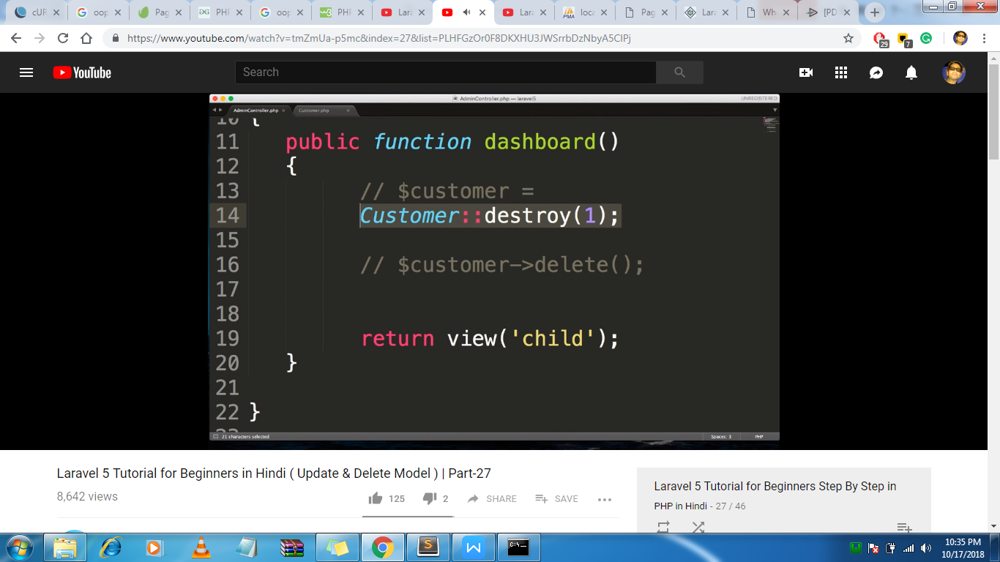 cUR
oop
Pag
PHP
oop
PHP
Lara
Lara
loca
Pag
Lara
Wh
[PD
https://www.youtube.com/watch?v=tmZmUa-p5mc&index=27&list=PLHFGzOr0F8DKXHU3JWSrrbDzNbyA5CIPj
29
7
YouTube
Search
AdminController.php — laravel5
UNREGISTERED
AdminController.php
Customer.php
10 {
11 public function dashboard()
12 {
13 // $customer =
14 Customer::destroy(1);
15
16 // $customer->delete();
17
18
19 return view('child');
20 }
21
22 }
21 characters selected
Spaces: 3
PHP
Laravel 5 Tutorial for Beginners in Hindi ( Update & Delete Model ) | Part-27
8,642 views
125
2
SHARE
SAVE
Laravel 5 Tutorial for Beginners Step By Step in
PHP in Hindi - 27 / 46
10:35 PM
10/17/2018